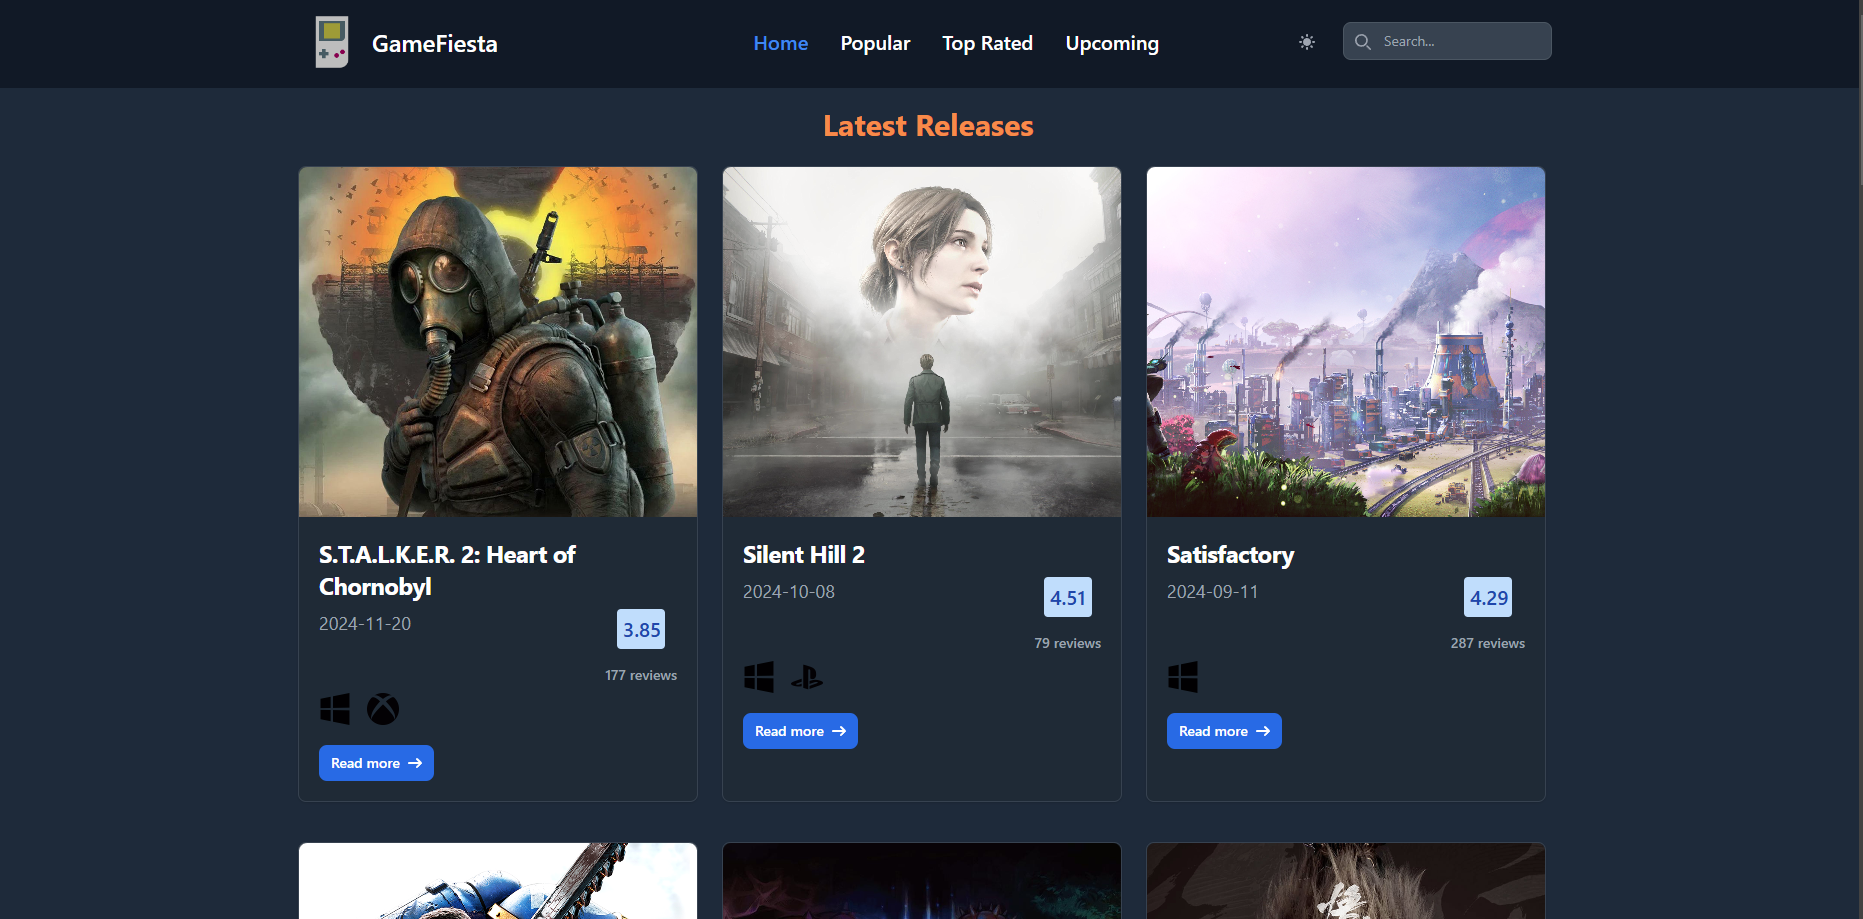 GameFiesta
Home Popular Top Rated Upcoming
Search...
Latest Releases
S.T.A.L.K.E.R. 2: Heart of
Chornobyl
2024-11-20
3.85
177 reviews
Read more
Silent Hill 2
2024-10-08
4.51
79 reviews
Read more
Satisfactory
2024-09-11
4.29
287 reviews
Read more